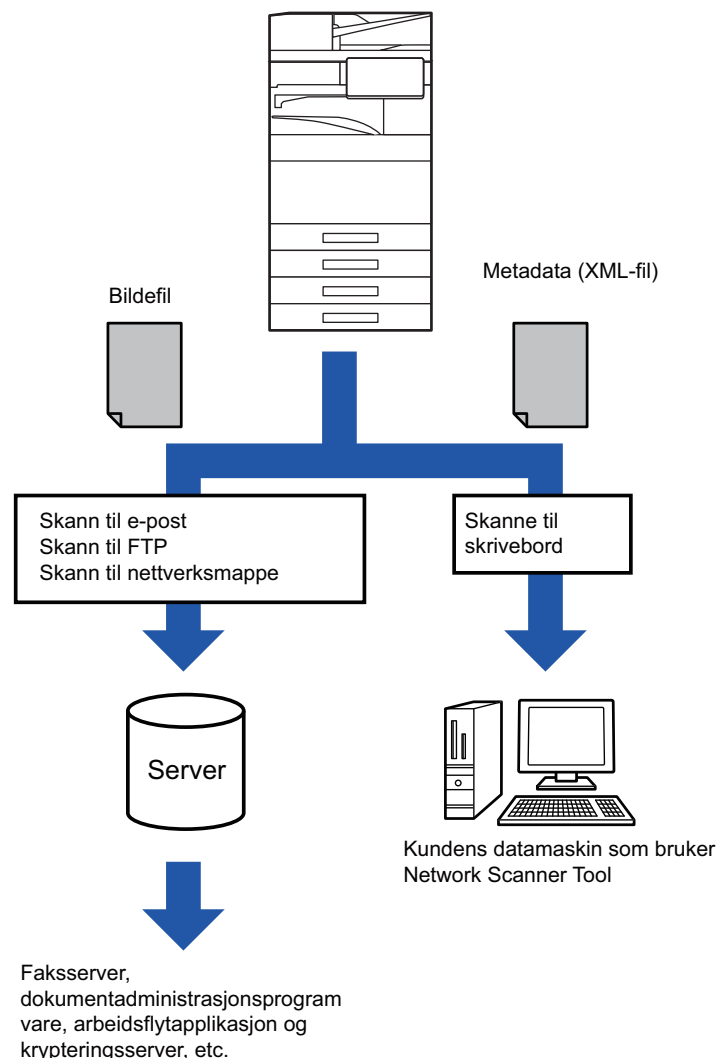 Metadata (XML-fil)
Bildefil
Skann til e-post
Skann til FTP
Skann til nettverksmappe
Skanne til
skrivebord
Server
Kundens datamaskin som bruker
Network Scanner Tool
Faksserver,
dokumentadministrasjonsprogram
vare, arbeidsflytapplikasjon og
krypteringsserver, etc.